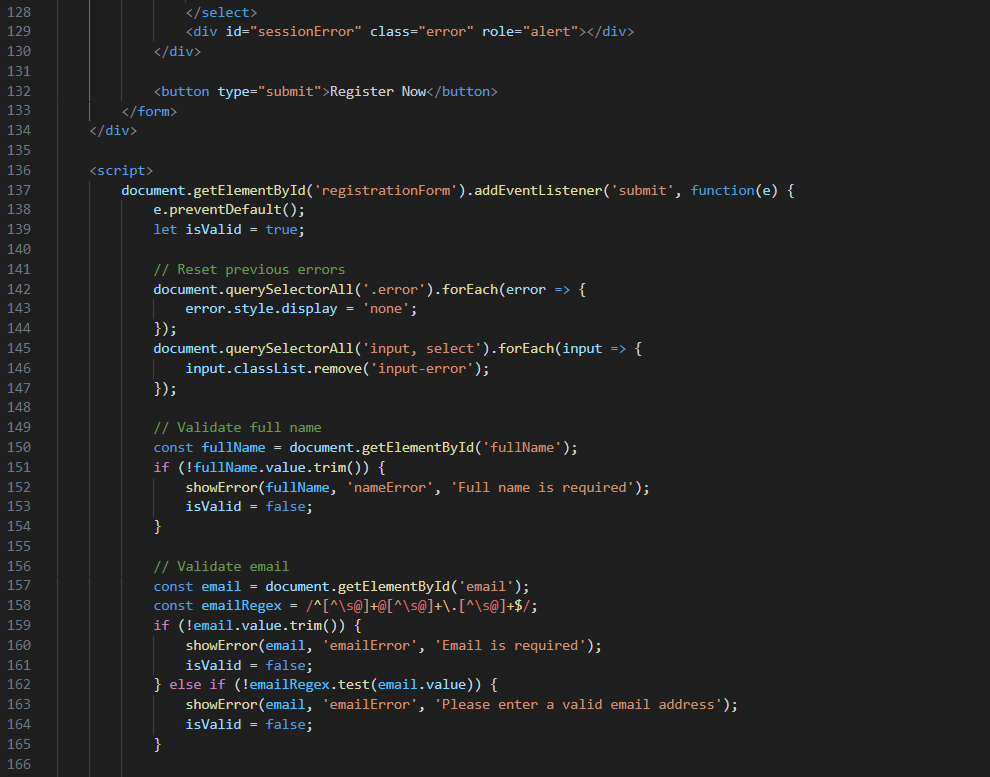 128                 </select>
129                 <div id="sessionError" class="error" role="alert"></div>
130             </div>
131
132             <button type="submit">Register Now</button>
133         </form>
134     </div>
135
136     <script>
137         document.getElementById('registrationForm').addEventListener('submit', function(e) {
138             e.preventDefault();
139             let isValid = true;
140
141             // Reset previous errors
142             document.querySelectorAll('.error').forEach(error => {
143                 error.style.display = 'none';
144             });
145             document.querySelectorAll('input, select').forEach(input => {
146                 input.classList.remove('input-error');
147             });
148
149             // Validate full name
150             const fullName = document.getElementById('fullName');
151             if (!fullName.value.trim()) {
152                 showError(fullName, 'nameError', 'Full name is required');
153                 isValid = false;
154             }
155
156             // Validate email
157             const email = document.getElementById('email');
158             const emailRegex = /^[^\s@]+@[^\s@]+\.[^\s@]+$/;
159             if (!email.value.trim()) {
160                 showError(email, 'emailError', 'Email is required');
161                 isValid = false;
162             } else if (!emailRegex.test(email.value)) {
163                 showError(email, 'emailError', 'Please enter a valid email address');
164                 isValid = false;
165             }
166